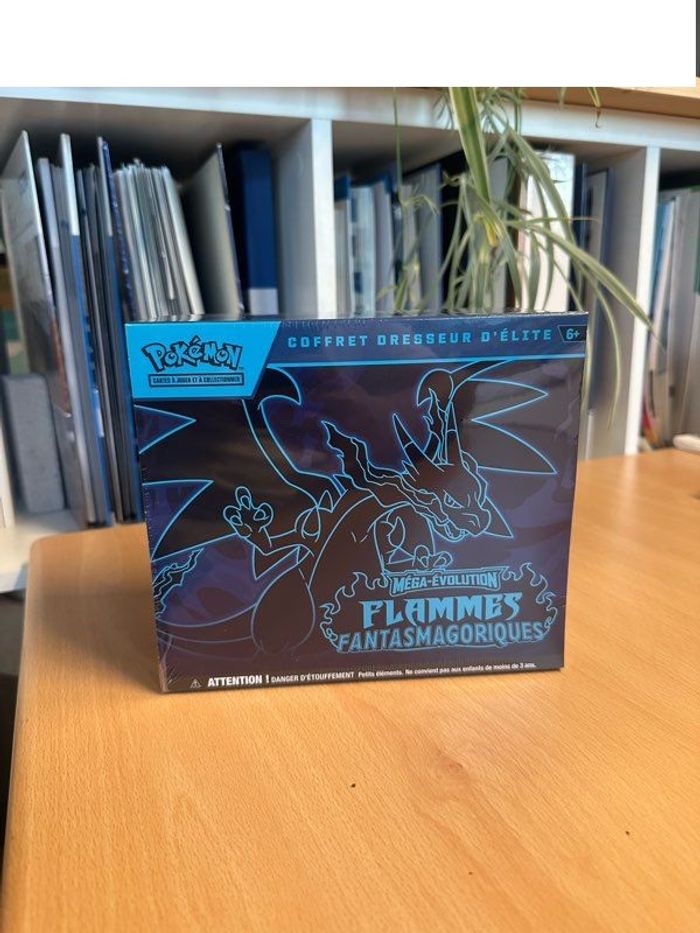 POKÉMON
CARTES À JOUER ET À COLLECTIONNER
COFFRET DRESSEUR D'ÉLITE
6+
MÉGA-ÉVOLUTION
FLAMMES
FANTASMAGORIQUES
ATTENTION ! DANGER D'ÉTOUFFEMENT Petits éléments. Ne convient pas aux enfants de moins de 3 ans.